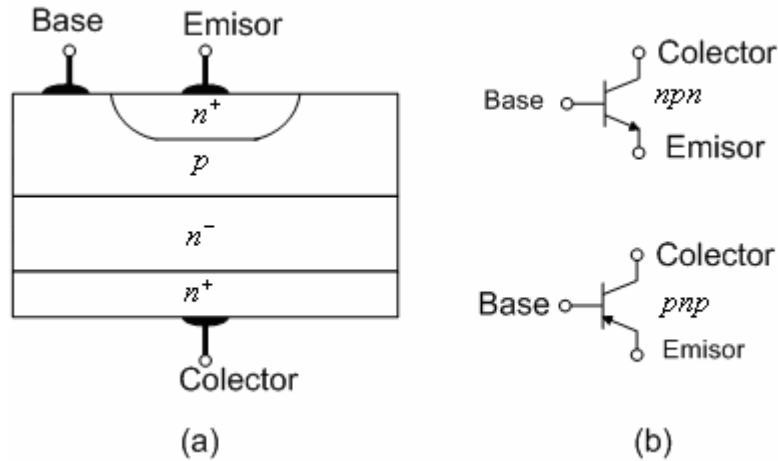 Base
Emisor
n⁺
p
n⁻
n⁺
Colector
(a)
Colector
Base
npn
Emisor
Colector
Base
pnp
Emisor
(b)